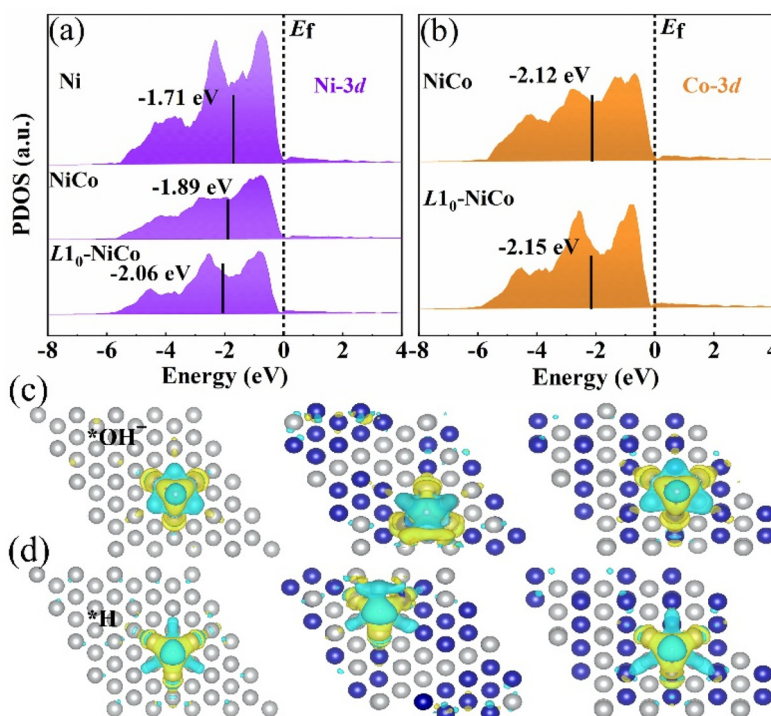 (a)
Ef
Ni
-1.71 eV
Ni-3d
NiCo
-1.89 eV
L10-NiCo
-2.06 eV
PDOS (a.u.)
-8 -6 -4 -2 0 2 4
Energy (eV)
(b)
Ef
NiCo
-2.12 eV
Co-3d
L10-NiCo
-2.15 eV
-8 -6 -4 -2 0 2 4
Energy (eV)
(c)
*OH−
(d)
*H